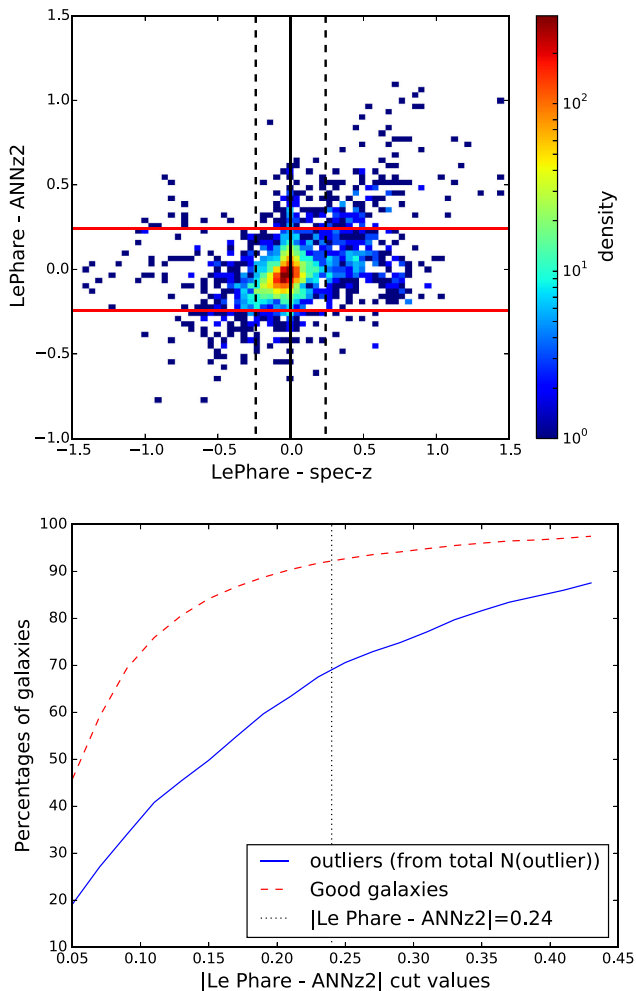 1.5
1.0
0.5
0.0
−0.5
−1.0
LePhare - ANNz2
−1.5 −1.0 −0.5 0.0 0.5 1.0 1.5
LePhare - spec-z
10²
10¹
10⁰
density
100
90
80
70
60
50
40
30
20
10
Percentages of galaxies
outliers (from total N(outlier))
Good galaxies
|Le Phare - ANNz2|=0.24
0.05 0.10 0.15 0.20 0.25 0.30 0.35 0.40 0.45
|Le Phare - ANNz2| cut values